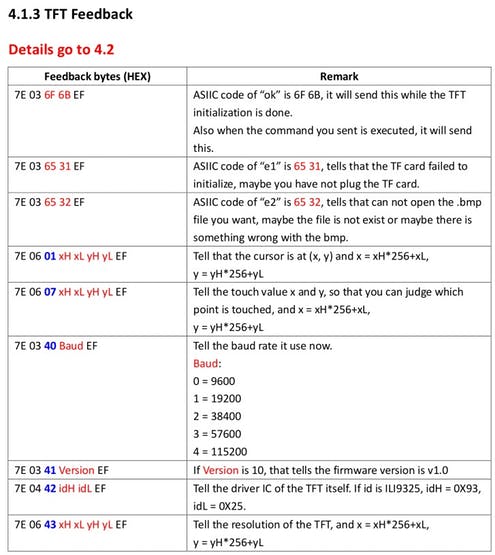 4.1.3 TFT Feedback
Details go to 4.2
Feedback bytes (HEX) Remark
7E 03 6F 6B EF ASIIC code of “ok” is 6F 6B, it will send this while the TFT
initialization is done.
Also when the command you sent is executed, it will send
this.
7E 03 65 31 EF ASIIC code of “e1” is 65 31, tells that the TF card failed to
initialize, maybe you have not plug the TF card.
7E 03 65 32 EF ASIIC code of “e2” is 65 32, tells that can not open the .bmp
file you want, maybe the file is not exist or maybe there is
something wrong with the bmp.
7E 06 01 xH xL yH yL EF Tell that the cursor is at (x, y) and x = xH*256+xL,
y = yH*256+yL
7E 06 07 xH xL yH yL EF Tell the touch value x and y, so that you can judge which
point is touched, and x = xH*256+xL,
y = yH*256+yL
7E 03 40 Baud EF Tell the baud rate it use now.
Baud:
0 = 9600
1 = 19200
2 = 38400
3 = 57600
4 = 115200
7E 03 41 Version EF If Version is 10, that tells the firmware version is v1.0
7E 04 42 idH idL EF Tell the driver IC of the TFT itself. If id is ILI9325, idH = 0X93,
idL = 0X25.
7E 06 43 xH xL yH yL EF Tell the resolution of the TFT, and x = xH*256+xL,
y = yH*256+yL